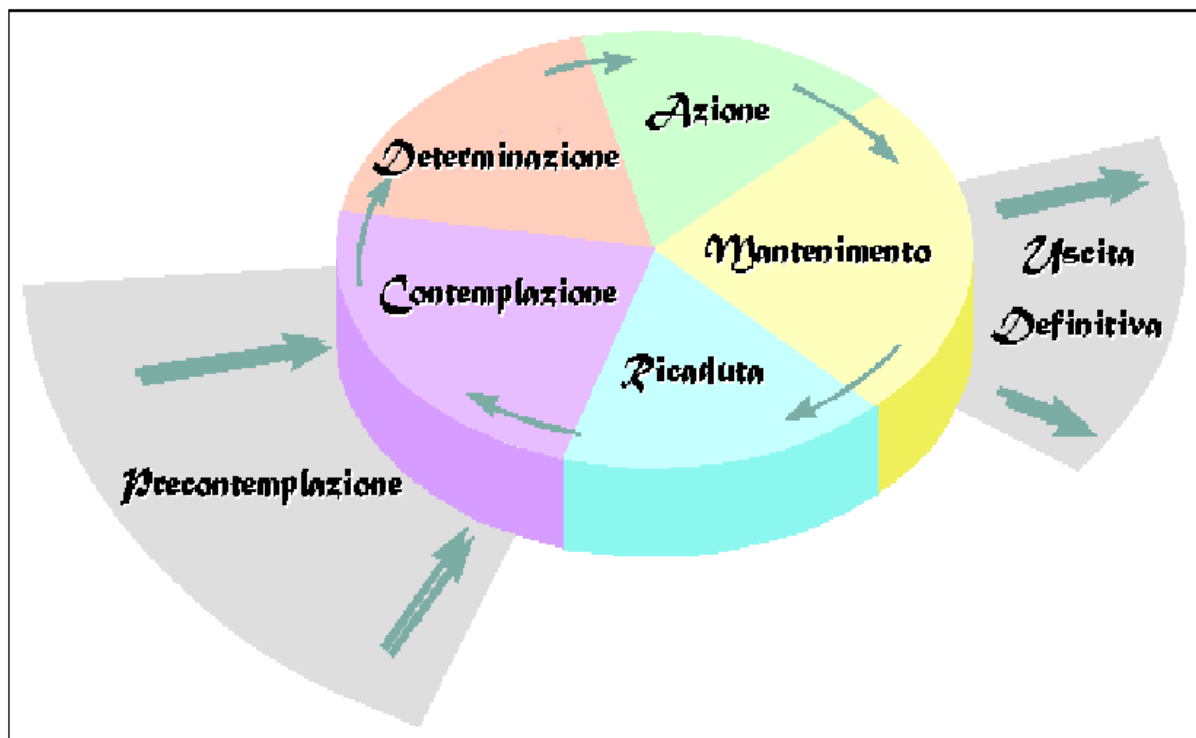 Azione
Determinazione
Mantenimento
Uscita
Definitiva
Contemplazione
Ricaduta
Precontemplazione